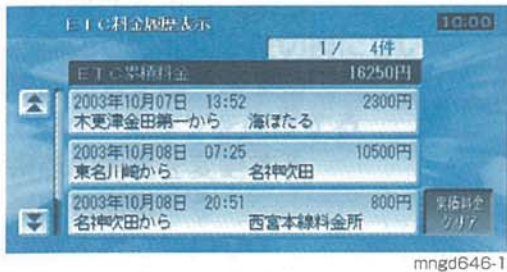 ETC料金履歴表示 10:00
1/ 4件
ETC累積料金 16250円
2003年10月07日 13:52 2300円
木更津金田第一から 海ほたる
2003年10月08日 07:25 10500円
東名川崎から 名神吹田
2003年10月08日 20:51 800円
名神吹田から 西宮本線料金所
累積料金
クリア
mngd646-1